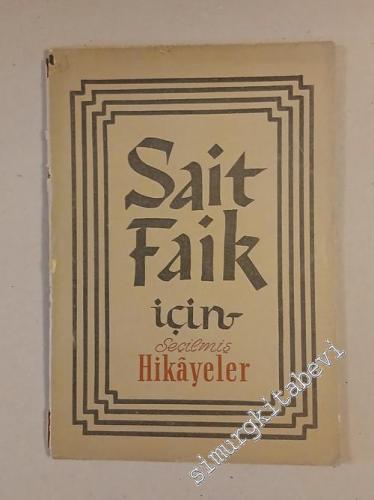 Sait
Faik
için
Seçilmiş
Hikâyeler
simurgkitabevi